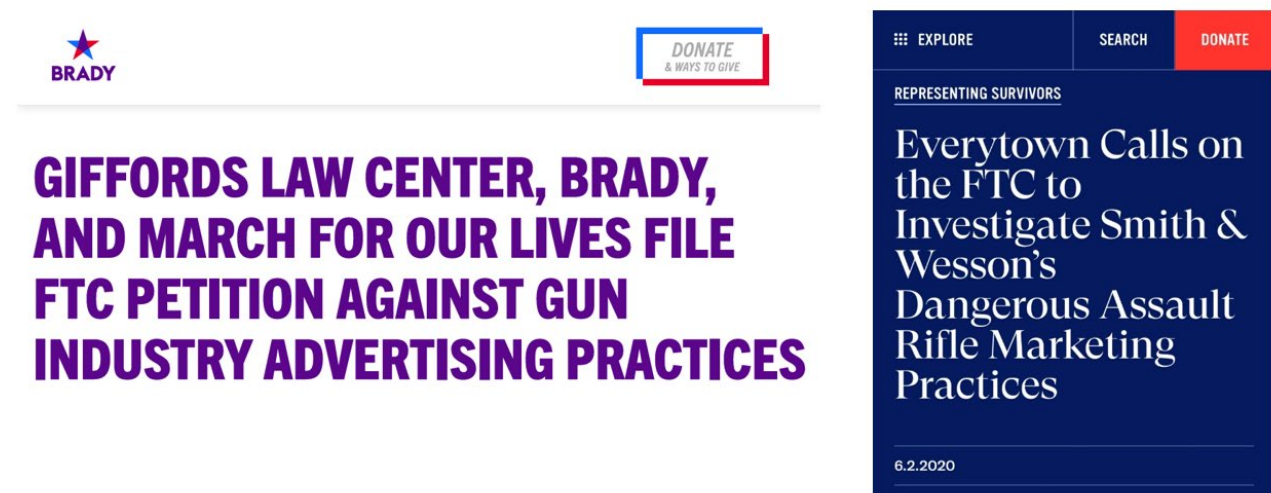 BRADY
DONATE
& WAYS TO GIVE
GIFFORDS LAW CENTER, BRADY,
AND MARCH FOR OUR LIVES FILE
FTC PETITION AGAINST GUN
INDUSTRY ADVERTISING PRACTICES
EXPLORE
SEARCH
DONATE
REPRESENTING SURVIVORS
Everytown Calls on
the FTC to
Investigate Smith &
Wesson's
Dangerous Assault
Rifle Marketing
Practices
6.2.2020